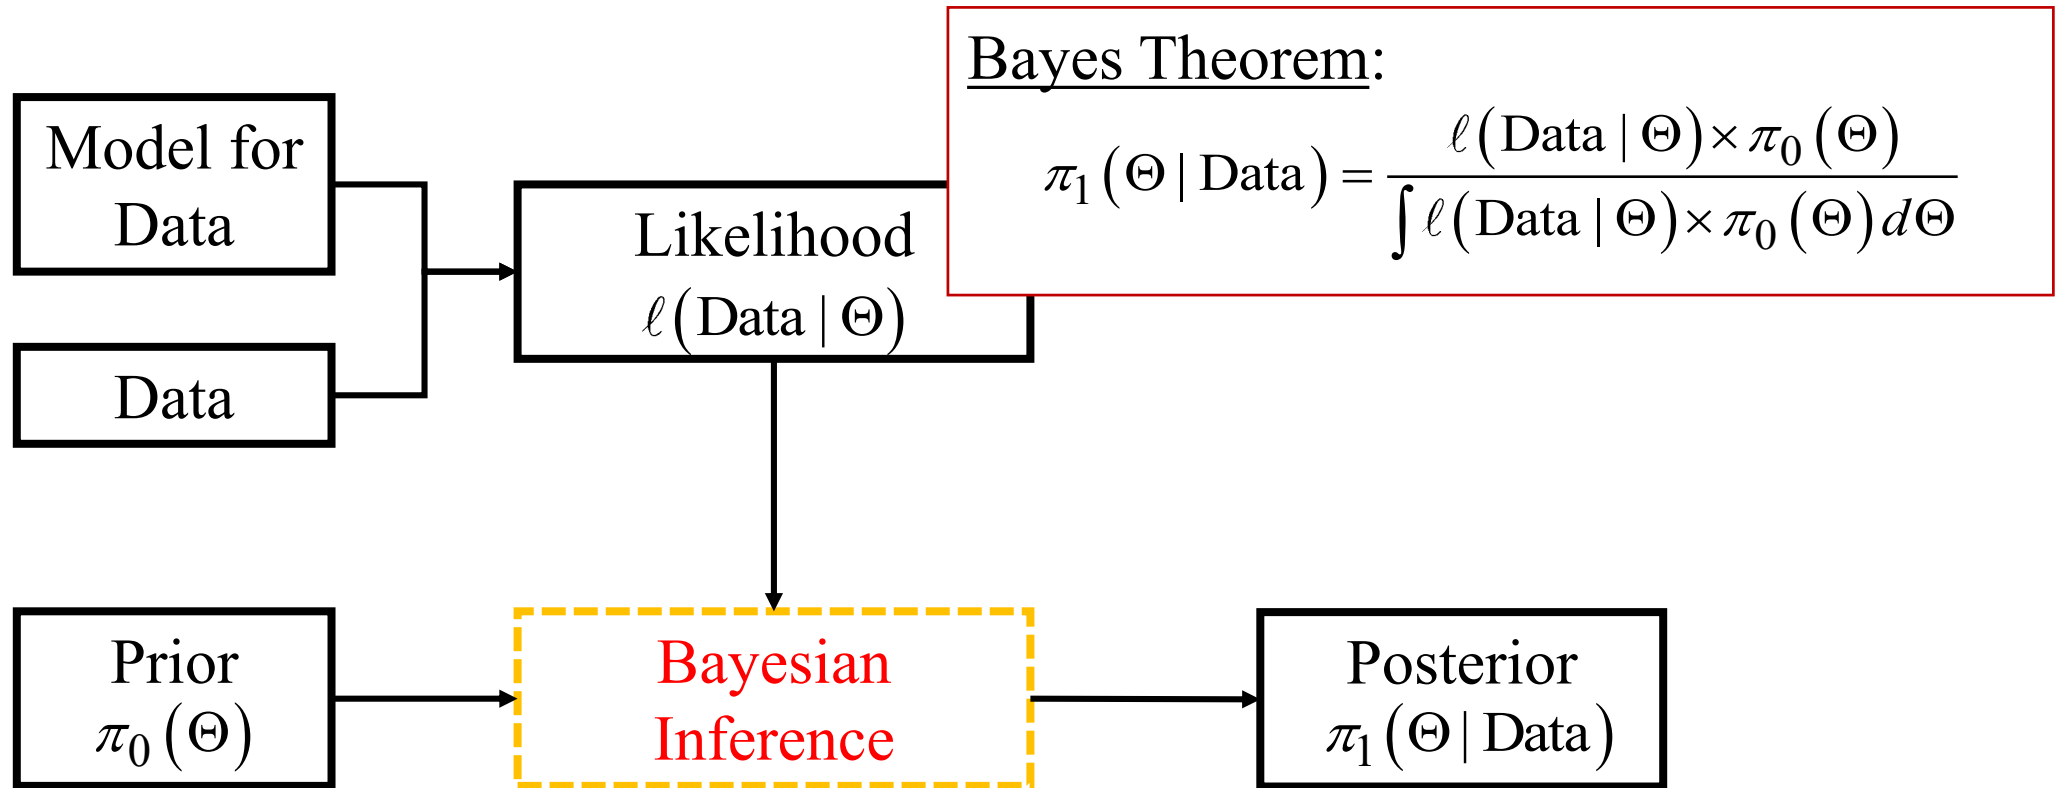 Bayes Theorem:
π₁(Θ | Data) = ℓ(Data | Θ) × π₀(Θ) / ∫ ℓ(Data | Θ) × π₀(Θ) dΘ
Model for
Data
Likelihood
ℓ(Data | Θ)
Data
Prior
π₀(Θ)
Bayesian
Inference
Posterior
π₁(Θ | Data)